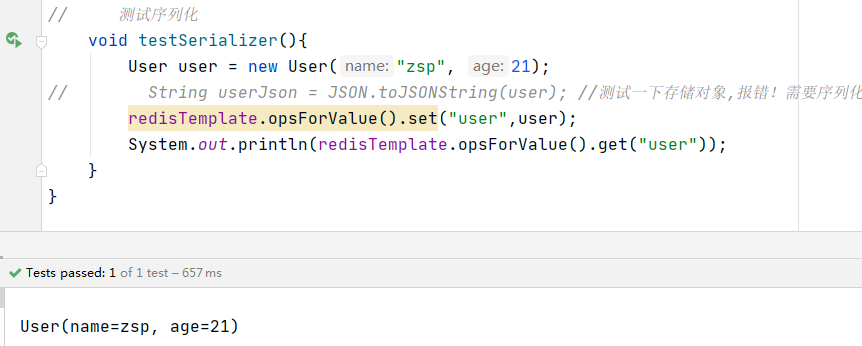 //     测试序列化
void testSerializer(){
User user = new User( name: "zsp", age: 21);
//     String userJson = JSON.toJSONString(user); //测试一下存储对象,报错! 需要序列化
redisTemplate.opsForValue().set("user",user);
System.out.println(redisTemplate.opsForValue().get("user"));
}
}
Tests passed: 1 of 1 test – 657 ms
User(name=zsp, age=21)